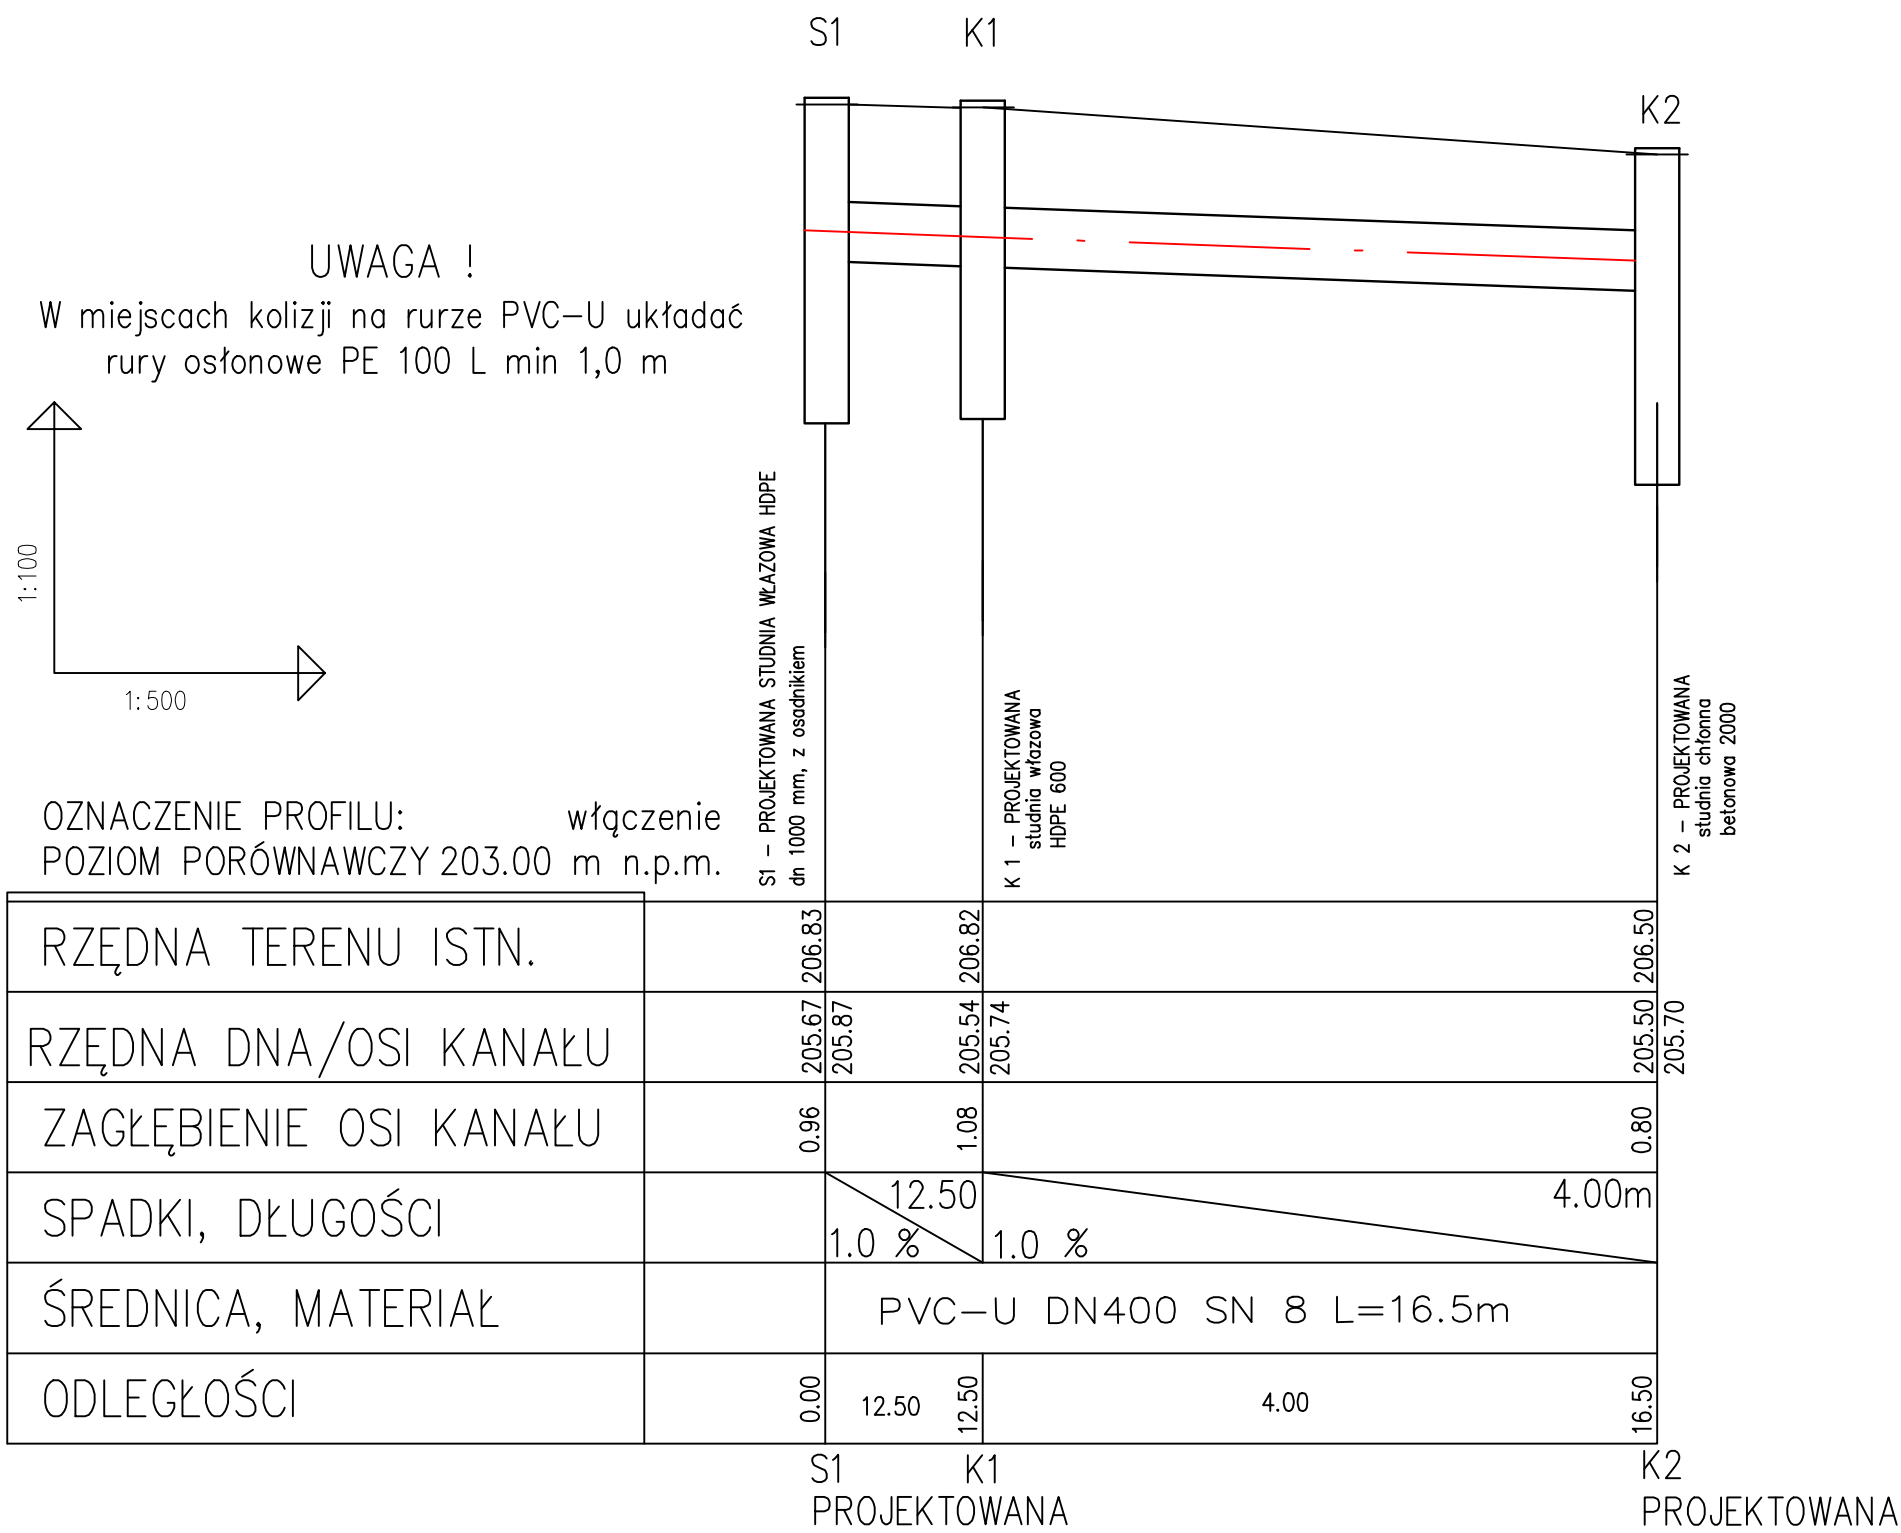 S1
K1
K2
UWAGA !
W miejscach kolizji na rurze PVC-U układać
rury osłonowe PE 100 L min 1,0 m
1:100
1:500
S1 - PROJEKTOWANA STUDNIA WŁAZOWA HDPE
dn 1000 mm, z osadnikiem
K 1 - PROJEKTOWANA
studnia włazowa
HDPE 600
K 2 - PROJEKTOWANA
studnia chłonna
betonowa 2000
OZNACZENIE PROFILU: włączenie
POZIOM PORÓWNAWCZY 203.00 m n.p.m.
RZĘDNA TERENU ISTN. 206.83 206.82 206.50
RZĘDNA DNA/OSI KANAŁU 205.67 205.87 205.54 205.74 205.50 205.70
ZAGŁĘBIENIE OSI KANAŁU 0.96 1.08 0.80
SPADKI, DŁUGOŚCI 12.50 4.00m
1.0 % 1.0 %
ŚREDNICA, MATERIAŁ PVC-U DN400 SN 8 L=16.5m
ODLEGŁOŚCI 0.00 12.50 12.50 4.00 16.50
S1 K1 K2
PROJEKTOWANA PROJEKTOWANA